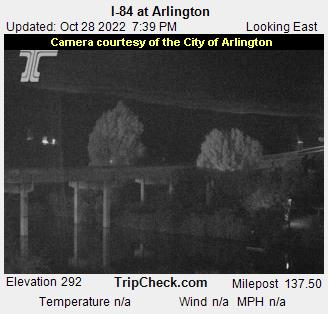 I-84 at Arlington
Updated: Oct 28 2022 7:39 PM Looking East
Camera courtesy of the City of Arlington
Elevation 292 TripCheck.com Milepost 137.50
Temperature n/a Wind n/a MPH n/a